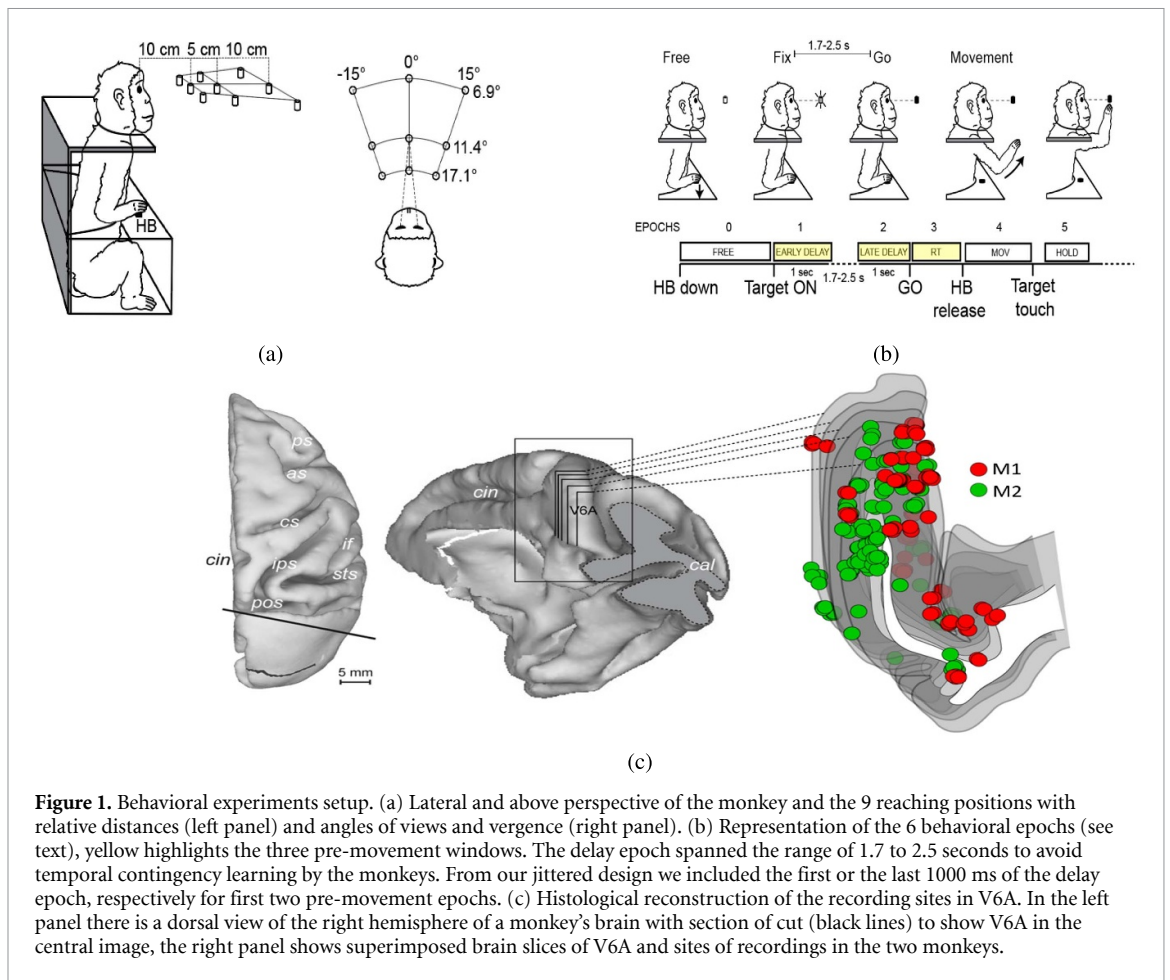 10 cm 5 cm 10 cm
HB
-15° 0° 15°
6.9°
11.4°
17.1°
(a)
1.7-2.5 s
Free Fix Go Movement
EPOCHS 0 1 2 3 4 5
FREE EARLY DELAY LATE DELAY RT MOV HOLD
1 sec 1.7-2.5 s 1 sec
HB down Target ON GO HB release Target touch
(b)
ps
as
cs
cin
ips
if
sts
pos
5 mm
cin
V6A
cal
M1
M2
(c)
Figure 1. Behavioral experiments setup. (a) Lateral and above perspective of the monkey and the 9 reaching positions with
relative distances (left panel) and angles of views and vergence (right panel). (b) Representation of the 6 behavioral epochs (see
text), yellow highlights the three pre-movement windows. The delay epoch spanned the range of 1.7 to 2.5 seconds to avoid
temporal contingency learning by the monkeys. From our jittered design we included the first or the last 1000 ms of the delay
epoch, respectively for first two pre-movement epochs. (c) Histological reconstruction of the recording sites in V6A. In the left
panel there is a dorsal view of the right hemisphere of a monkey's brain with section of cut (black lines) to show V6A in the
central image, the right panel shows superimposed brain slices of V6A and sites of recordings in the two monkeys.